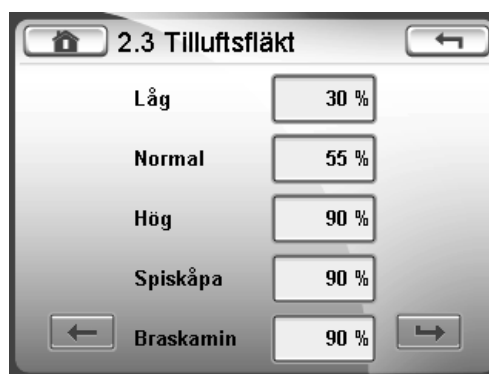 2.3 Tilluftsfläkt
Låg 30 %
Normal 55 %
Hög 90 %
Spiskåpa 90 %
Braskamin 90 %